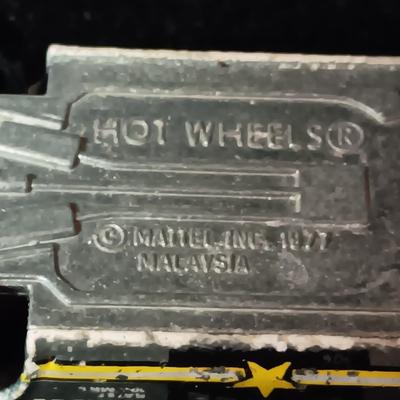 HOT WHEELS®
© MATTEL, INC. 1977
MALAYSIA